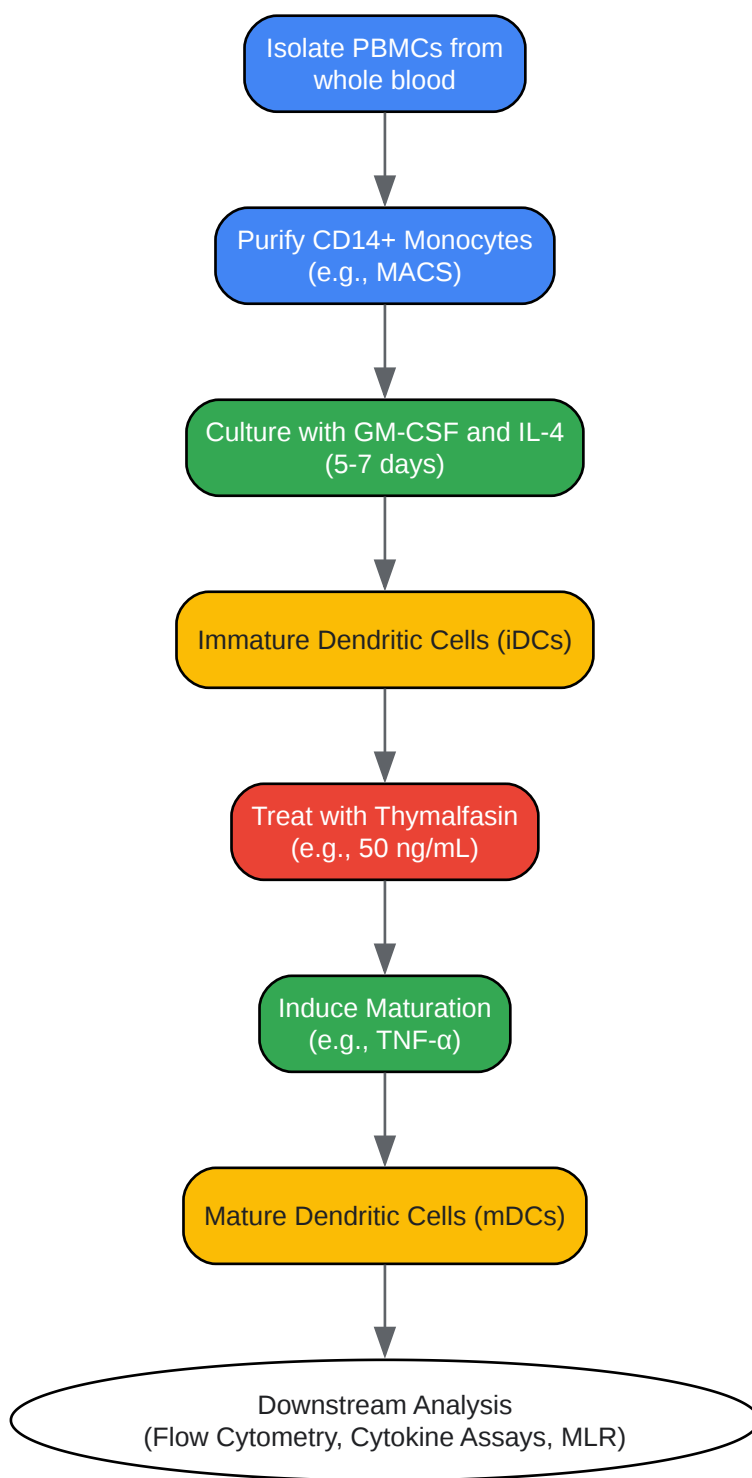 Isolate PBMCs from
whole blood
Purify CD14+ Monocytes
(e.g., MACS)
Culture with GM-CSF and IL-4
(5-7 days)
Immature Dendritic Cells (iDCs)
Treat with Thymalfasin
(e.g., 50 ng/mL)
Induce Maturation
(e.g., TNF-α)
Mature Dendritic Cells (mDCs)
Downstream Analysis
(Flow Cytometry, Cytokine Assays, MLR)